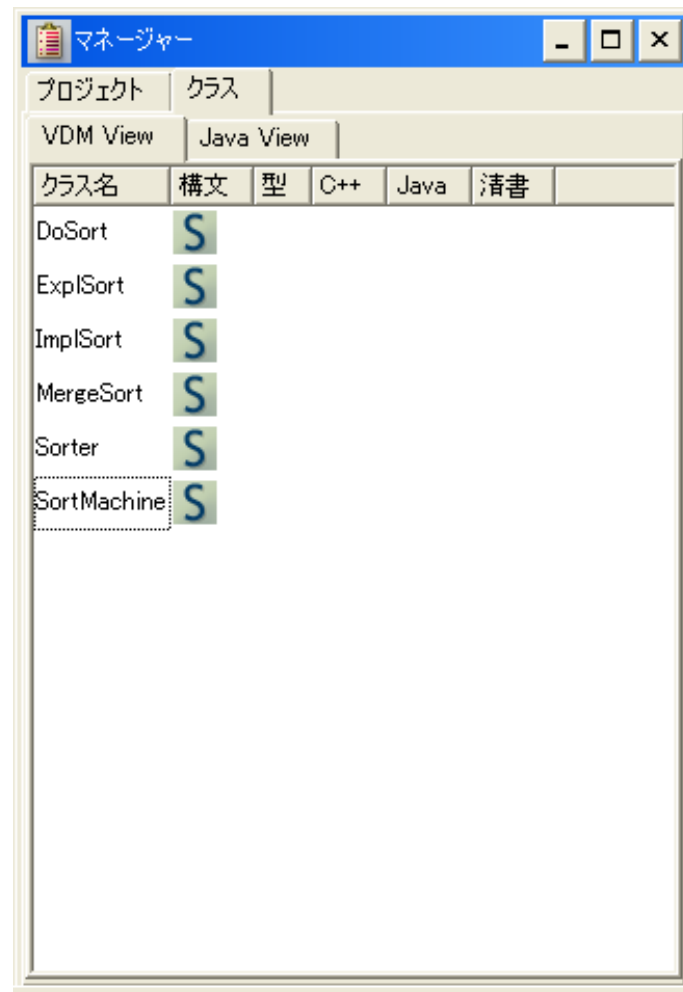 マネージャー
プロジェクト クラス
VDM View Java View
クラス名 構文 型 C++ Java 清書
DoSort S
ExplSort S
ImplSort S
MergeSort S
Sorter S
SortMachine S